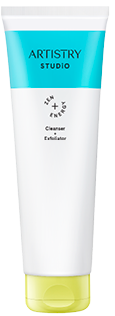 ARTISTRY
STUDIO
ZEN
+
ENERGY
Cleanser
+
Exfoliator